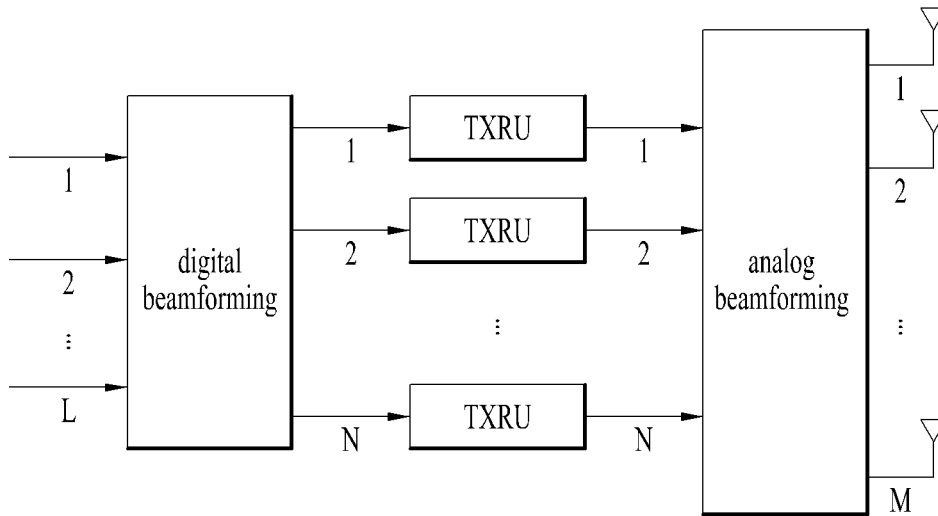 1
2
⋮
L
digital
beamforming
1
2
N
TXRU
TXRU
⋮
TXRU
1
2
N
analog
beamforming
1
2
⋮
M